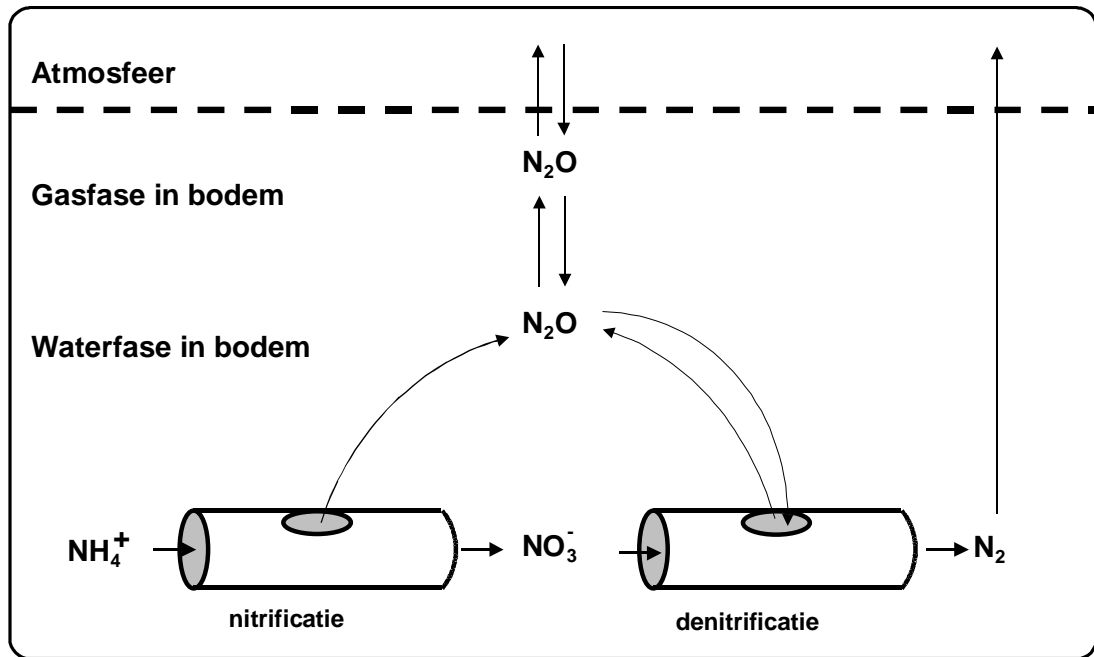 Atmosfeer
N₂O
Gasfase in bodem
N₂O
Waterfase in bodem
NH₄⁺ NO₃⁻ N₂
nitrificatie denitrificatie